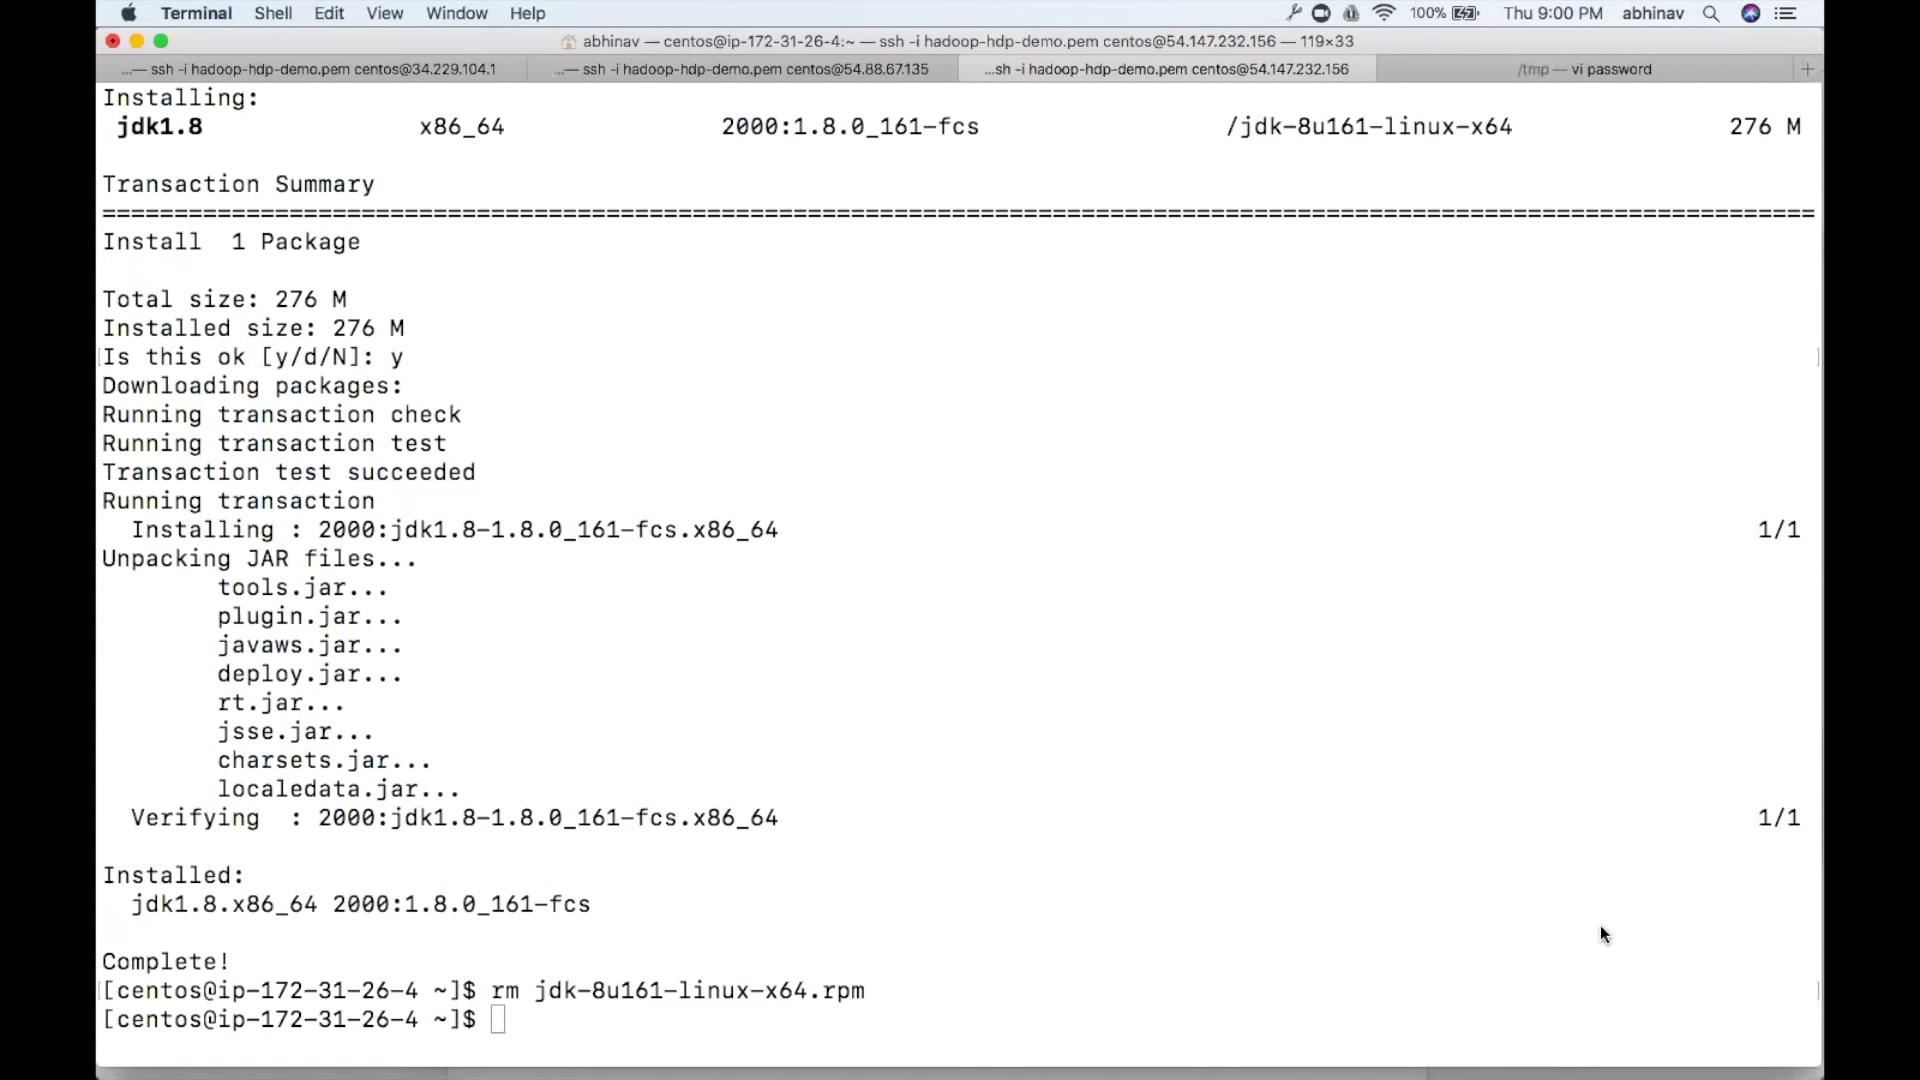 Terminal Shell Edit View Window Help 100% Thu 9:00 PM abhinav
abhinav — centos@ip-172-31-26-4:~ — ssh -i hadoop-hdp-demo.pem centos@54.147.232.156 — 119×33
...— ssh -i hadoop-hdp-demo.pem centos@34.229.104.1 ...— ssh -i hadoop-hdp-demo.pem centos@54.88.67.135 ...sh -i hadoop-hdp-demo.pem centos@54.147.232.156 /tmp — vi password +
Installing:
jdk1.8 x86_64 2000:1.8.0_161-fcs /jdk-8u161-linux-x64 276 M
Transaction Summary
=======================================================================================================================
Install 1 Package
Total size: 276 M
Installed size: 276 M
Is this ok [y/d/N]: y
Downloading packages:
Running transaction check
Running transaction test
Transaction test succeeded
Running transaction
Installing : 2000:jdk1.8-1.8.0_161-fcs.x86_64 1/1
Unpacking JAR files...
tools.jar...
plugin.jar...
javaws.jar...
deploy.jar...
rt.jar...
jsse.jar...
charsets.jar...
localedata.jar...
Verifying : 2000:jdk1.8-1.8.0_161-fcs.x86_64 1/1
Installed:
jdk1.8.x86_64 2000:1.8.0_161-fcs
Complete!
[centos@ip-172-31-26-4 ~]$ rm jdk-8u161-linux-x64.rpm
[centos@ip-172-31-26-4 ~]$